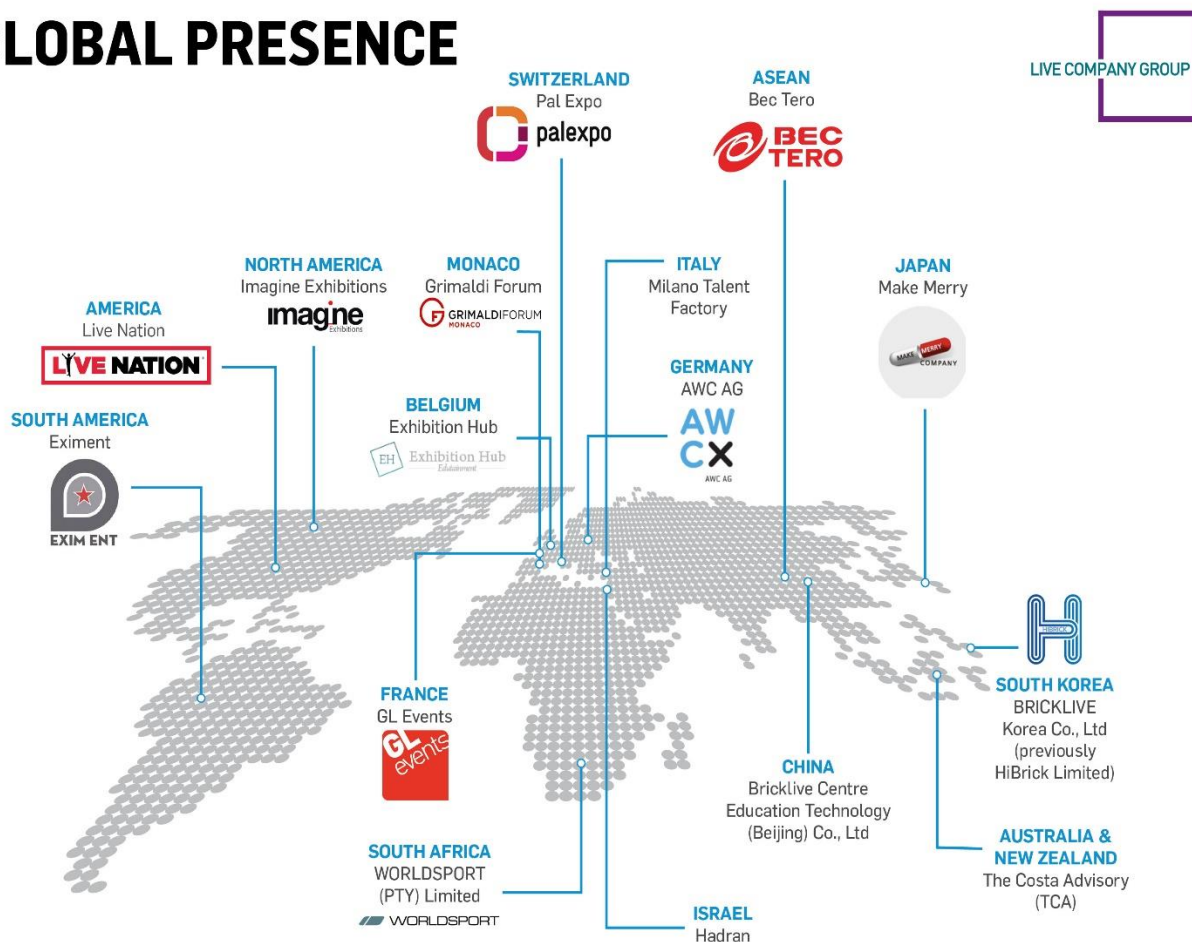 LOBAL PRESENCE
LIVE COMPANY GROUP
SWITZERLAND
Pal Expo
palexpo
ASEAN
Bec Tero
BEC
TERO
NORTH AMERICA
Imagine Exhibitions
imagine
Exhibitions
MONACO
Grimaldi Forum
GF GRIMALDIFORUM
MONACO
ITALY
Milano Talent
Factory
JAPAN
Make Merry
MAKE MERRY
COMPANY
AMERICA
Live Nation
LIVE NATION
GERMANY
AWC AG
AW
CX
AWC AG
BELGIUM
Exhibition Hub
EH Exhibition Hub
Edutainment
SOUTH AMERICA
Eximent
EXIM ENT
FRANCE
GL Events
GL
events
HIBRICK
SOUTH KOREA
BRICKLIVE
Korea Co., Ltd
(previously
HiBrick Limited)
CHINA
Bricklive Centre
Education Technology
(Beijing) Co., Ltd
AUSTRALIA &
NEW ZEALAND
The Costa Advisory
(TCA)
SOUTH AFRICA
WORLDSPORT
(PTY) Limited
WORLDSPORT
ISRAEL
Hadran